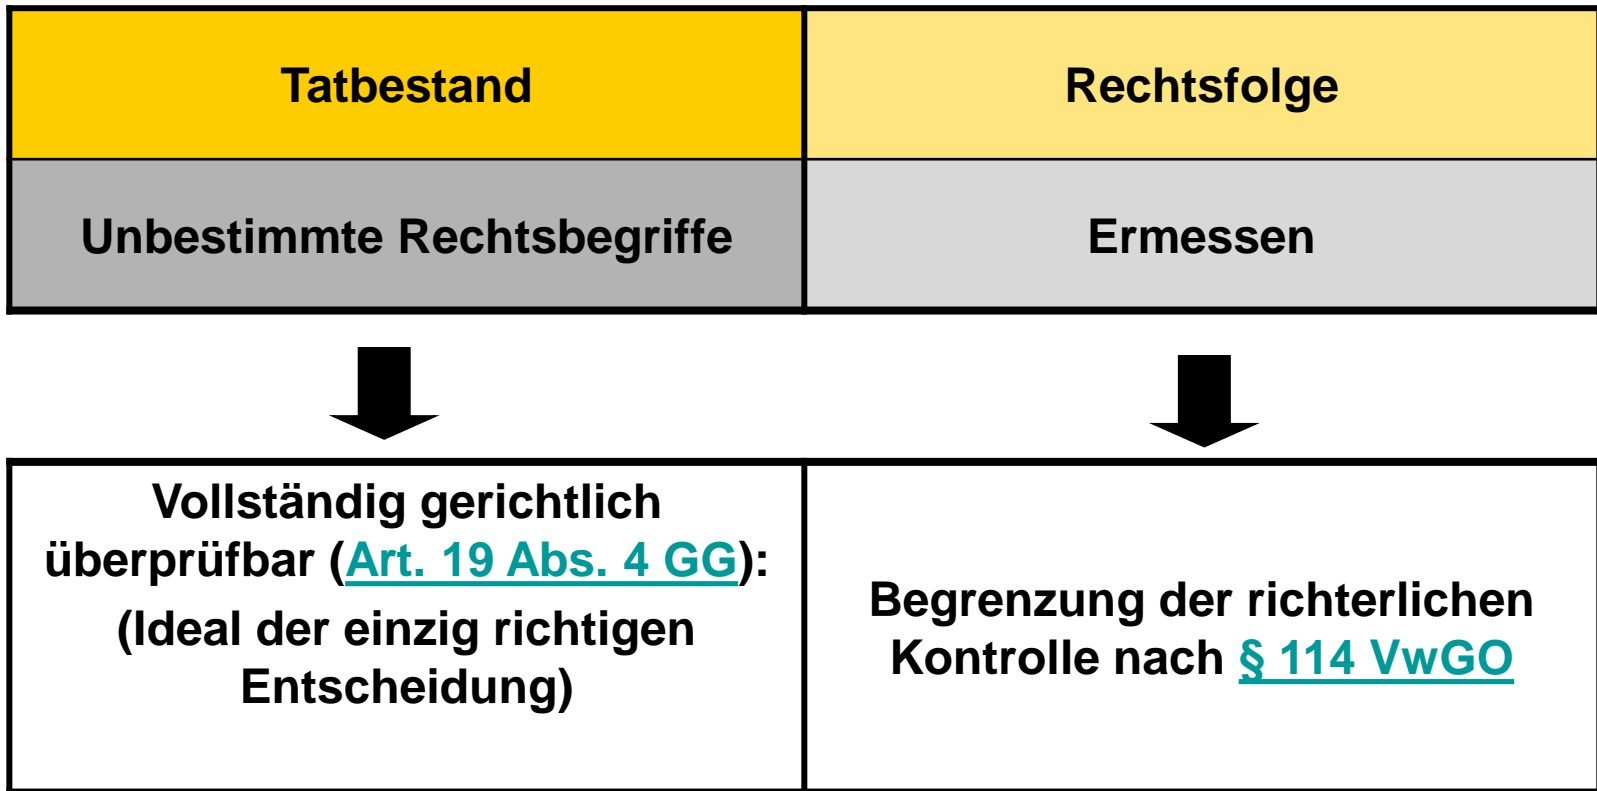 Tatbestand
Rechtsfolge
Unbestimmte Rechtsbegriffe
Ermessen
Vollständig gerichtlich
überprüfbar (Art. 19 Abs. 4 GG):
(Ideal der einzig richtigen
Entscheidung)
Begrenzung der richterlichen
Kontrolle nach § 114 VwGO